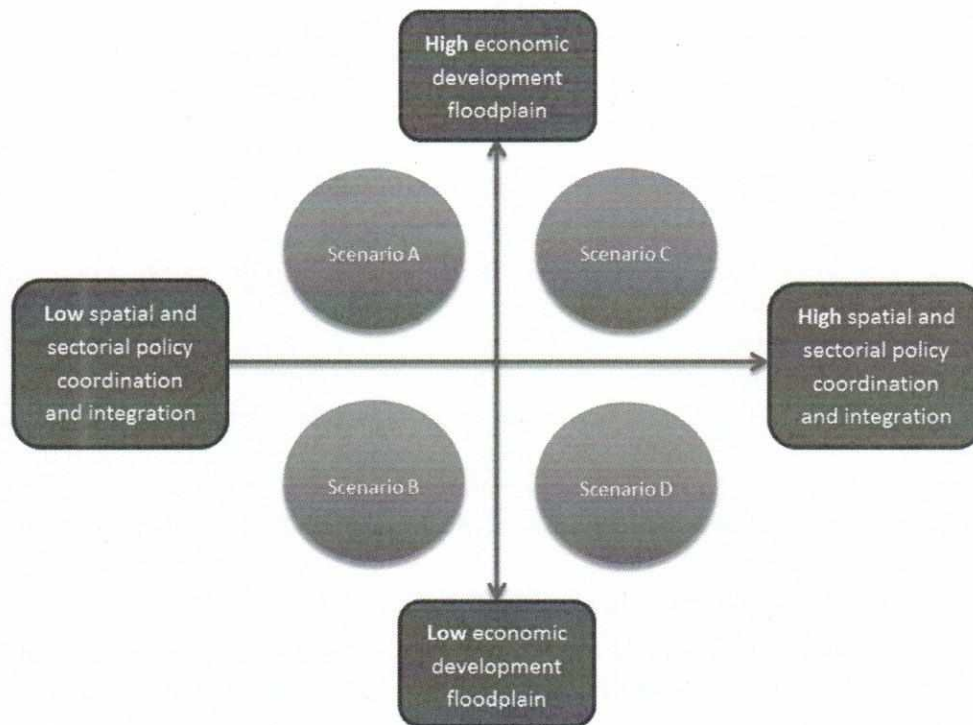 High economic
development
floodplain
Scenario A
Scenario C
Low spatial and
sectorial policy
coordination
and integration
High spatial and
sectorial policy
coordination
and integration
Scenario B
Scenario D
Low economic
development
floodplain